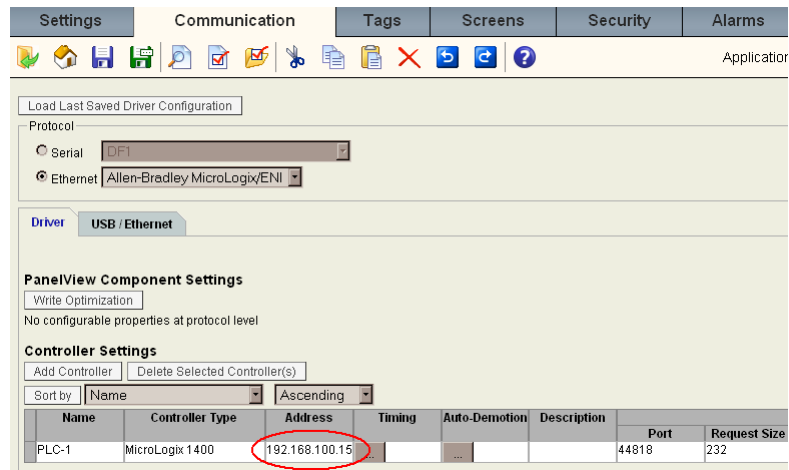 Settings Communication Tags Screens Security Alarms
Application
Load Last Saved Driver Configuration
Protocol
Serial DF1
Ethernet Allen-Bradley MicroLogix/ENI
Driver USB / Ethernet
PanelView Component Settings
Write Optimization
No configurable properties at protocol level
Controller Settings
Add Controller Delete Selected Controller(s)
Sort by Name Ascending
Name Controller Type Address Timing Auto-Demotion Description
Port Request Size
PLC-1 MicroLogix 1400 192.168.100.15 ... ... 44818 232